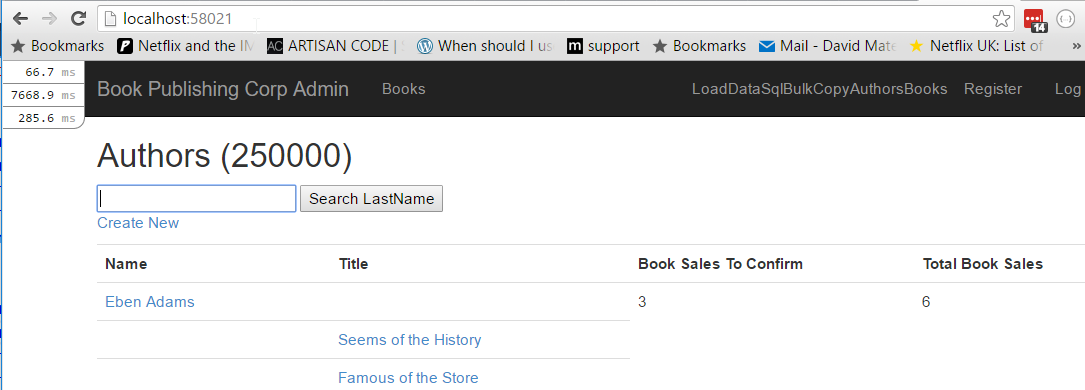 localhost:58021
Bookmarks Netflix and the IM ARTISAN CODE | When should I us support Bookmarks Mail - David Mate Netflix UK: List of »
14
66.7 ms
7668.9 ms
285.6 ms
Book Publishing Corp Admin Books LoadDataSqlBulkCopyAuthorsBooks Register Log
Authors (250000)
Search LastName
Create New
Name Title Book Sales To Confirm Total Book Sales
Eben Adams 3 6
Seems of the History
Famous of the Store